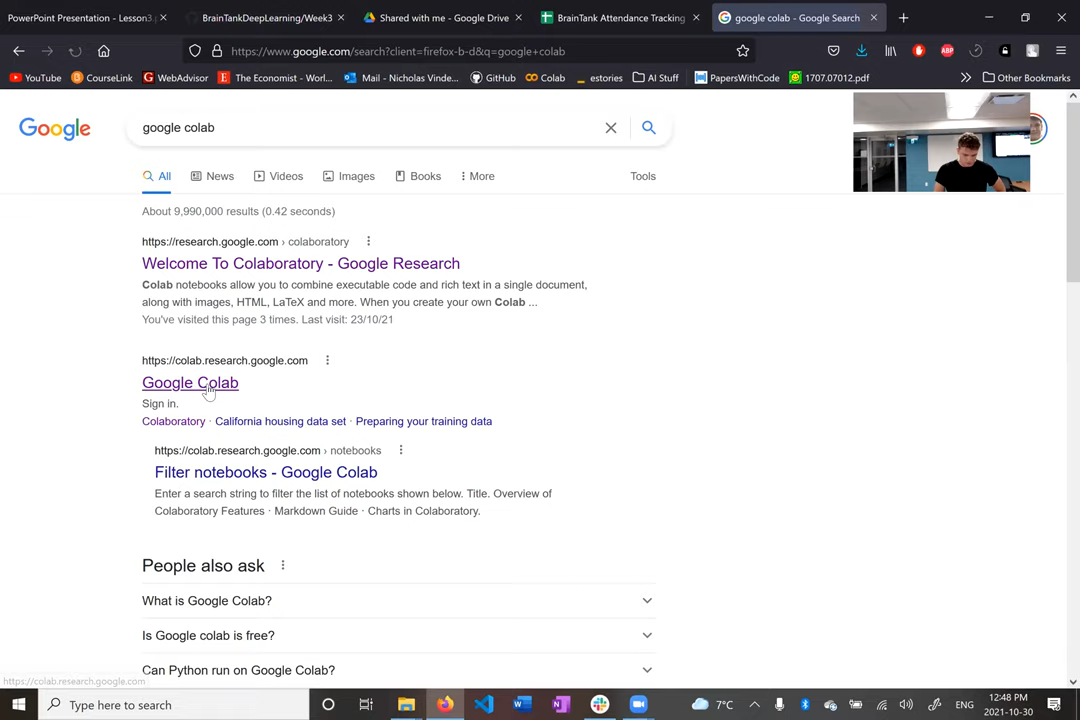 PowerPoint Presentation - Lesson3.p
BrainTankDeepLearning/Week3
Shared with me - Google Drive
BrainTank Attendance Tracking
google colab - Google Search
https://www.google.com/search?client=firefox-b-d&q=google+colab
YouTube
CourseLink
WebAdvisor
The Economist - Worl...
Mail - Nicholas Vinde...
GitHub
Colab
estories
AI Stuff
PapersWithCode
1707.07012.pdf
Other Bookmarks
ABP
Google
google colab
All
News
Videos
Images
Books
More
Tools
About 9,990,000 results (0.42 seconds)
https://research.google.com › colaboratory
Welcome To Colaboratory - Google Research
Colab notebooks allow you to combine executable code and rich text in a single document,
along with images, HTML, LaTeX and more. When you create your own Colab ...
You've visited this page 3 times. Last visit: 23/10/21
https://colab.research.google.com
Google Colab
Sign in.
Colaboratory · California housing data set · Preparing your training data
https://colab.research.google.com › notebooks
Filter notebooks - Google Colab
Enter a search string to filter the list of notebooks shown below. Title. Overview of
Colaboratory Features · Markdown Guide · Charts in Colaboratory.
People also ask
What is Google Colab?
Is Google colab is free?
Can Python run on Google Colab?
https://colab.research.google.com
Type here to search
7°C
ENG
12:48 PM
2021-10-30